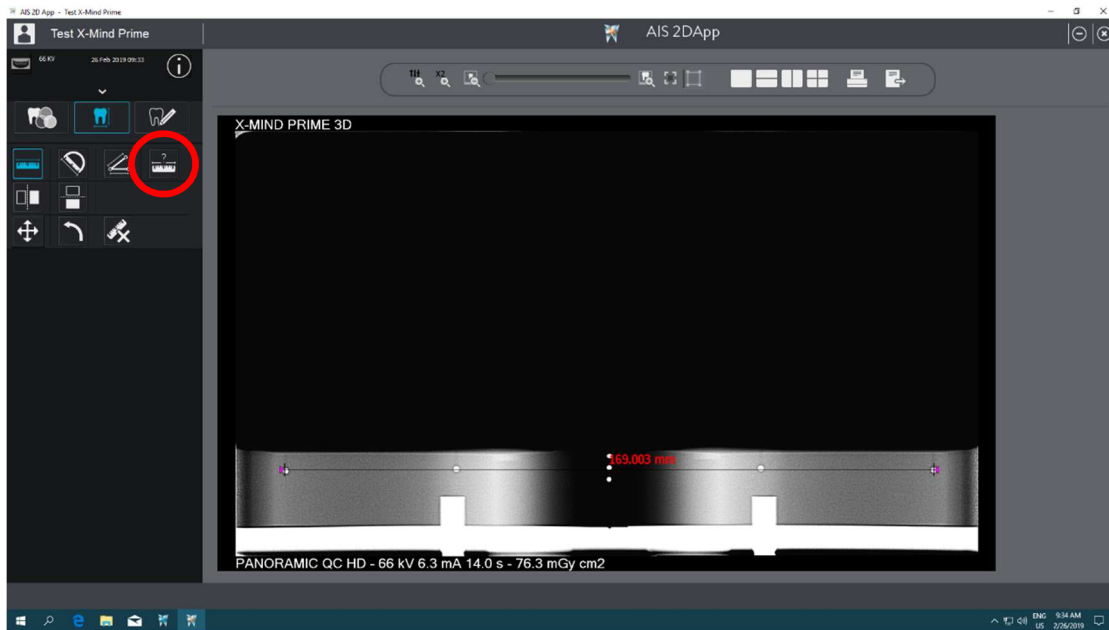 AIS 2D App - Test X-Mind Prime
Test X-Mind Prime
AIS 2DApp
66 KV
26 Feb 2019 09:33
i
X2
?
X-MIND PRIME 3D
169.003 mm
PANORAMIC QC HD - 66 kV 6.3 mA 14.0 s - 76.3 mGy cm2
ENG
US
9:34 AM
2/26/2019